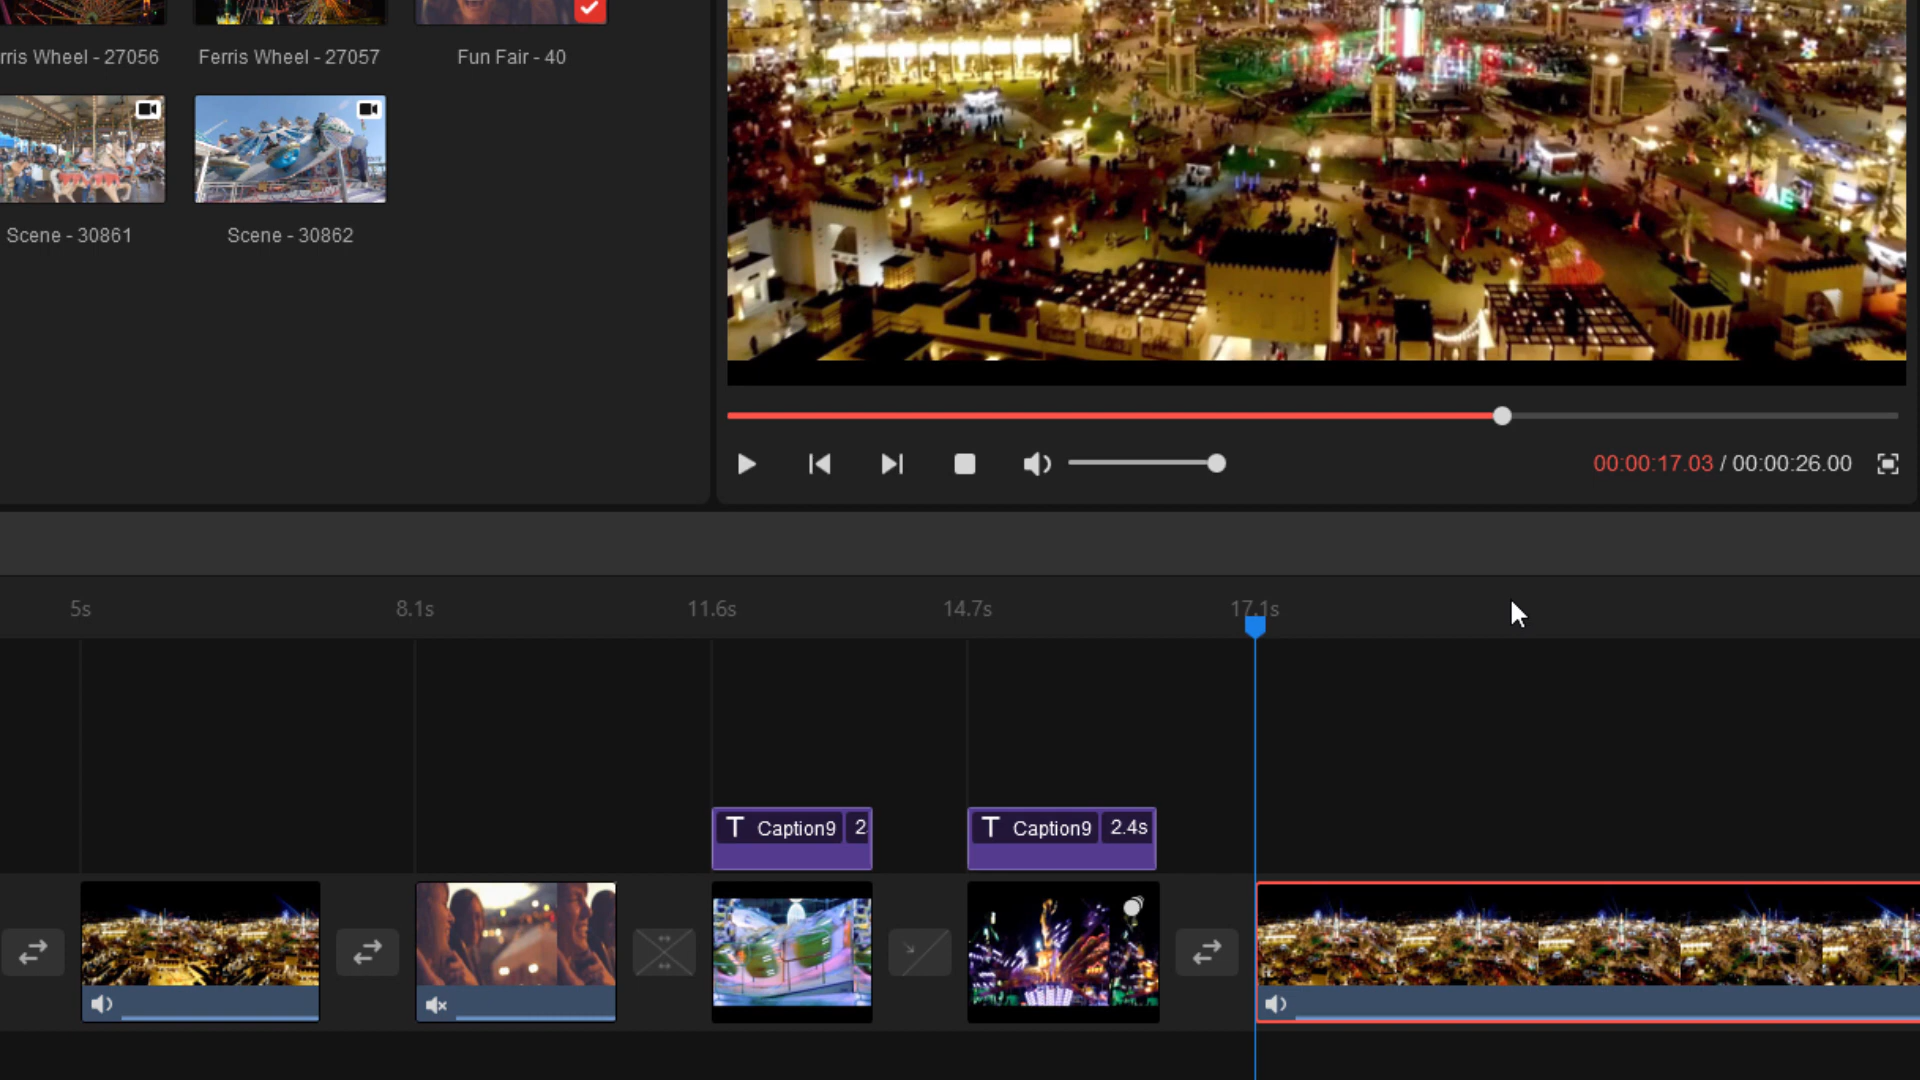 rris Wheel - 27056
Ferris Wheel - 27057
Fun Fair - 40
Scene - 30861
Scene - 30862
UAE
00:00:17.03 / 00:00:26.00
5s
8.1s
11.6s
14.7s
17.1s
T Caption9 2
T Caption9 2.4s